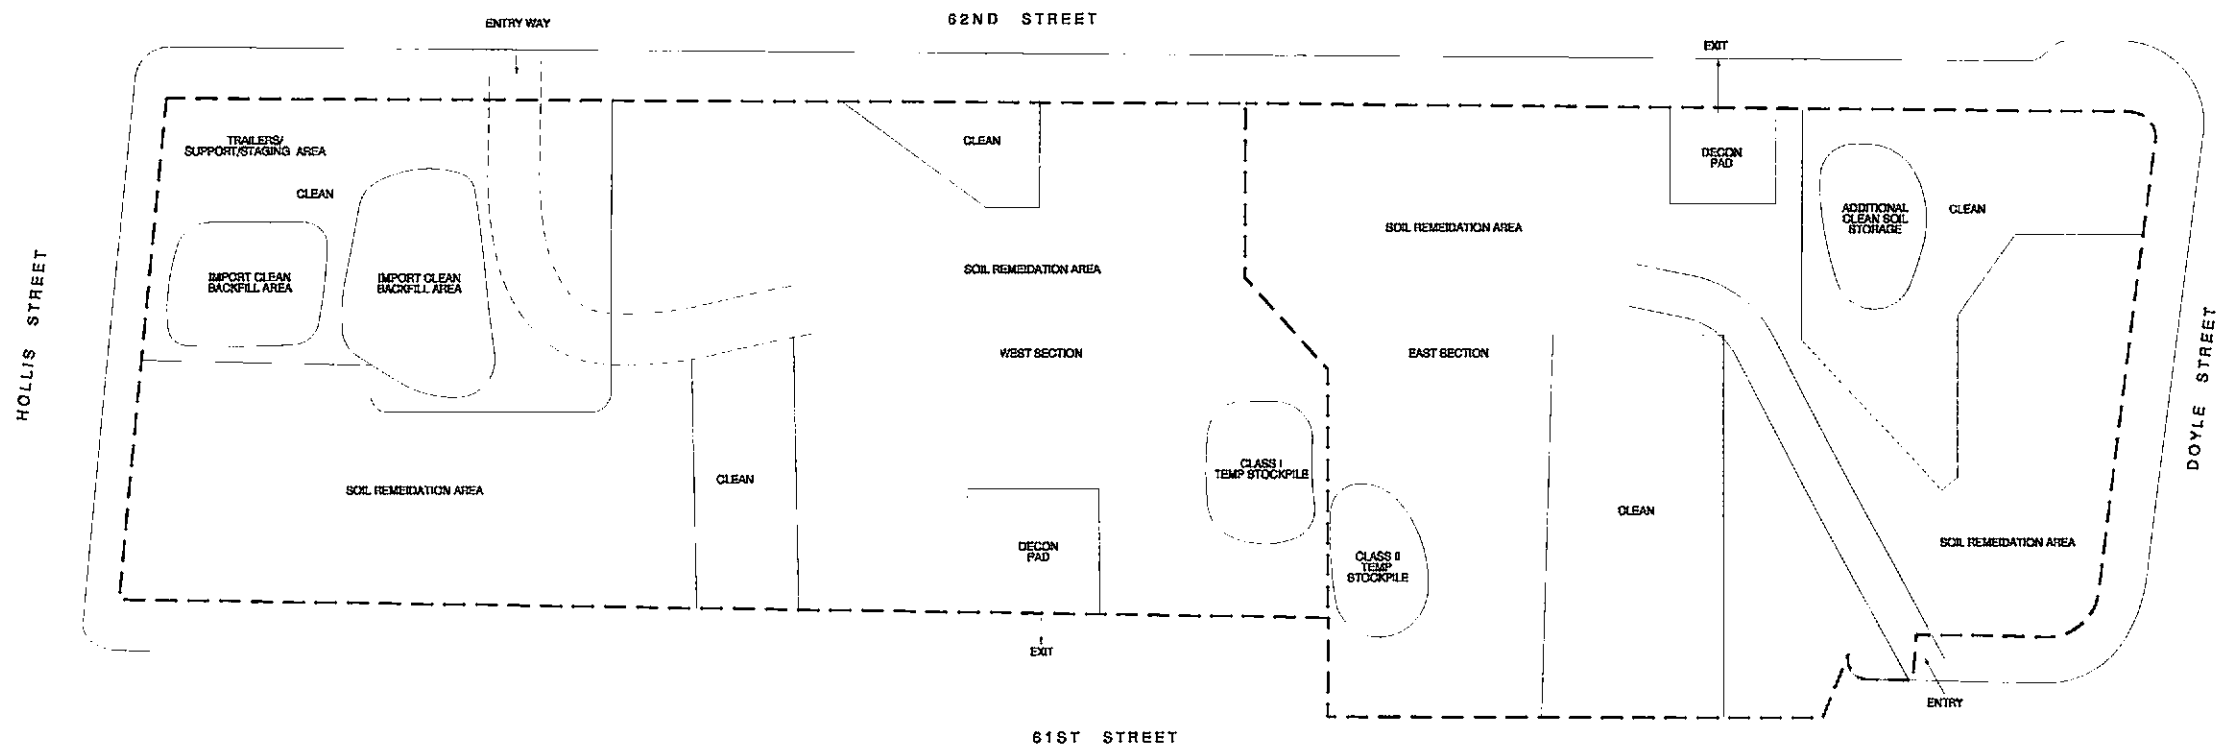 62ND STREET
ENTRY WAY
EXIT
TRAILERS/
SUPPORT/STAGING AREA
CLEAN
CLEAN
DECON
PAD
CLEAN
ADDITIONAL
CLEAN SOIL
STORAGE
SOIL REMEIDATION AREA
SOIL REMEIDATION AREA
IMPORT CLEAN
BACKFILL AREA
IMPORT CLEAN
BACKFILL AREA
HOLLIS STREET
WEST SECTION
EAST SECTION
DOYLE STREET
CLASS I
TEMP STOCKPILE
CLEAN
SOIL REMEIDATION AREA
CLEAN
DECON
PAD
CLASS II
TEMP
STOCKPILE
SOIL REMEIDATION AREA
EXIT
ENTRY
61ST STREET